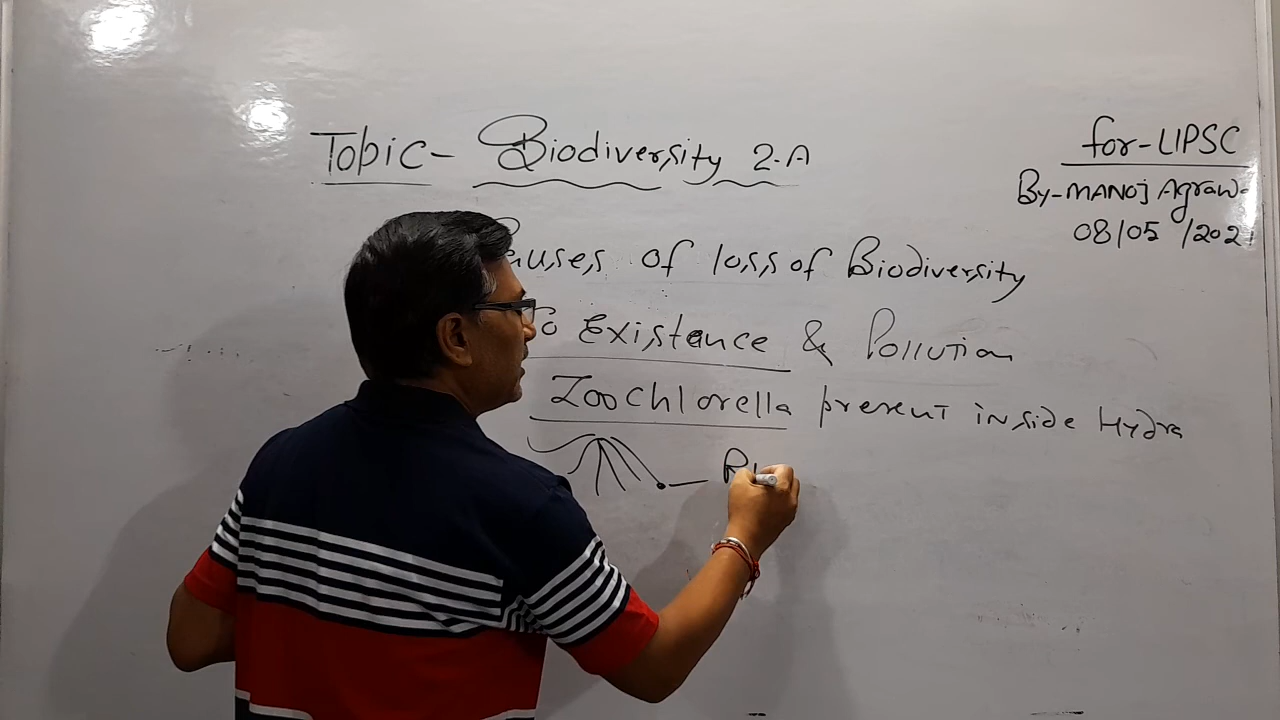 Topic- Biodiversity 2.A
for-UPSC
By-MANOJ Agrawa
08/05/202
of loss of Biodiversity
Existance & Pollution
Zoochlorella present inside Hydra